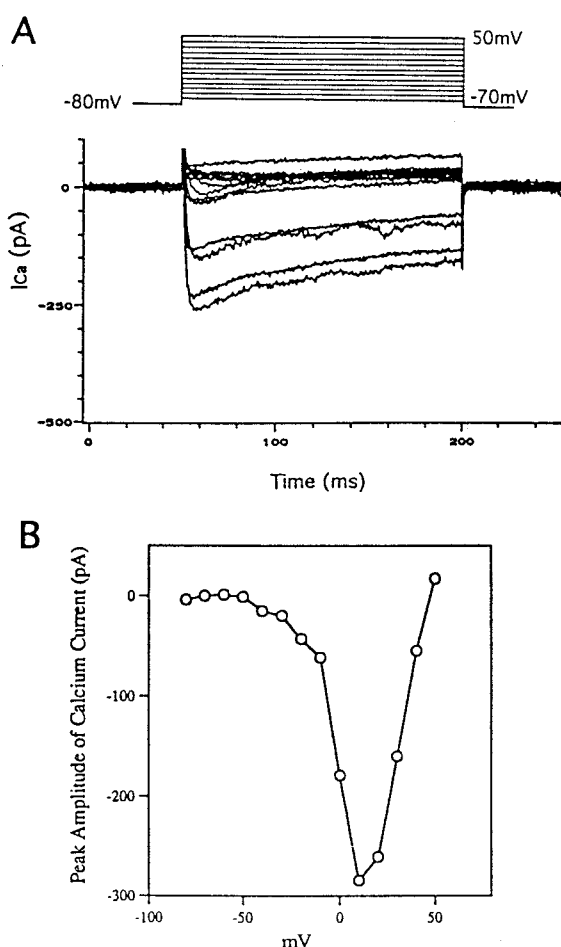 A
50mV
-80mV
-70mV
0
-250
-500
ICa
(pA)
0
100
200
Time (ms)
B
Peak Amplitude of Calcium Current (pA)
0
-100
-200
-300
-100
-50
0
50
mV